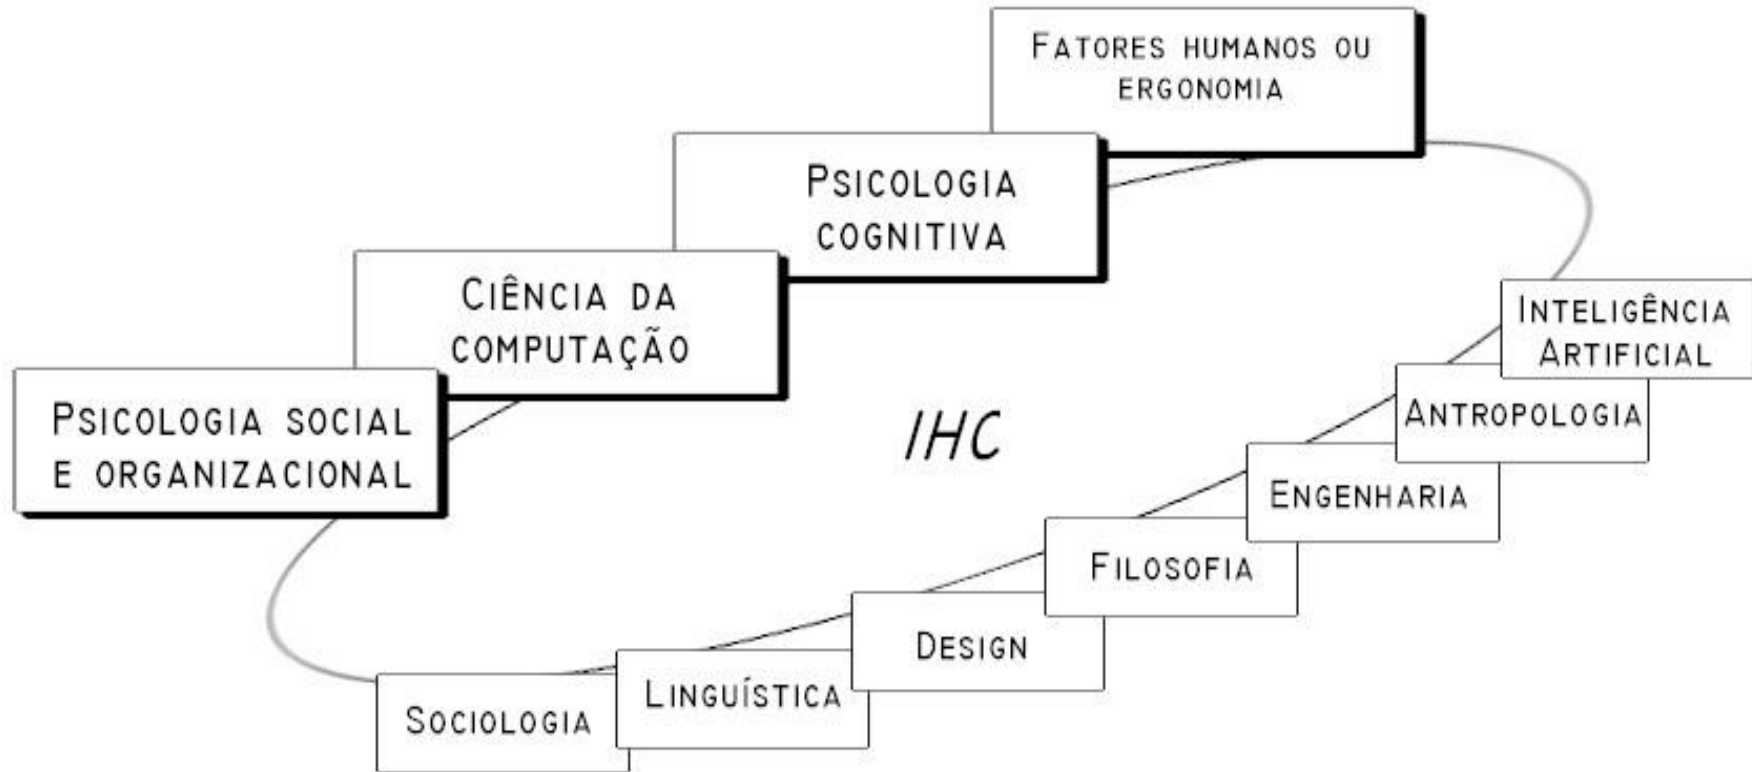 FATORES HUMANOS OU
ERGONOMIA
PSICOLOGIA
COGNITIVA
CIÊNCIA DA
COMPUTAÇÃO
PSICOLOGIA SOCIAL
E ORGANIZACIONAL
IHC
INTELIGÊNCIA
ARTIFICIAL
ANTROPOLOGIA
ENGENHARIA
FILOSOFIA
DESIGN
LINGUÍSTICA
SOCIOLOGIA